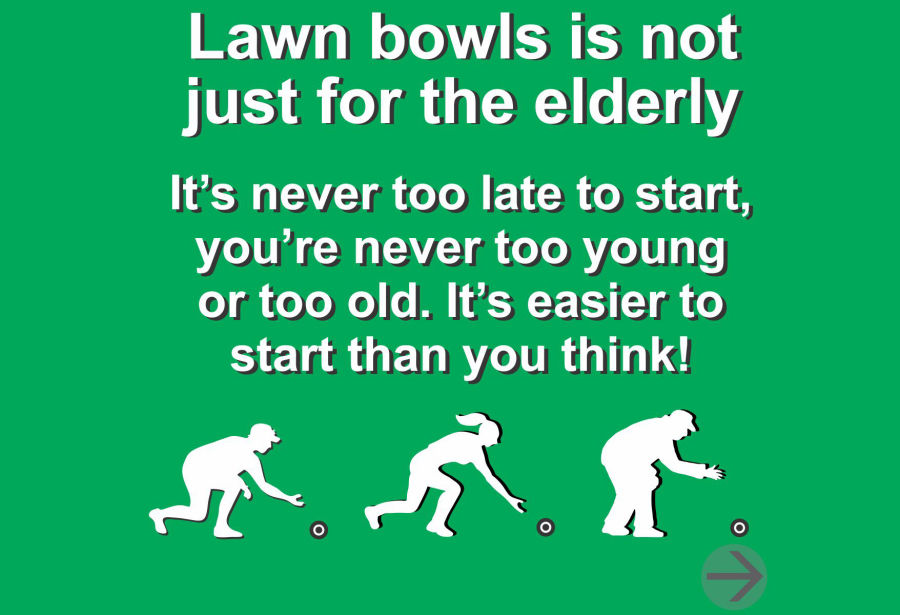 Lawn bowls is not
just for the elderly
It’s never too late to start,
you’re never too young
or too old. It’s easier to
start than you think!